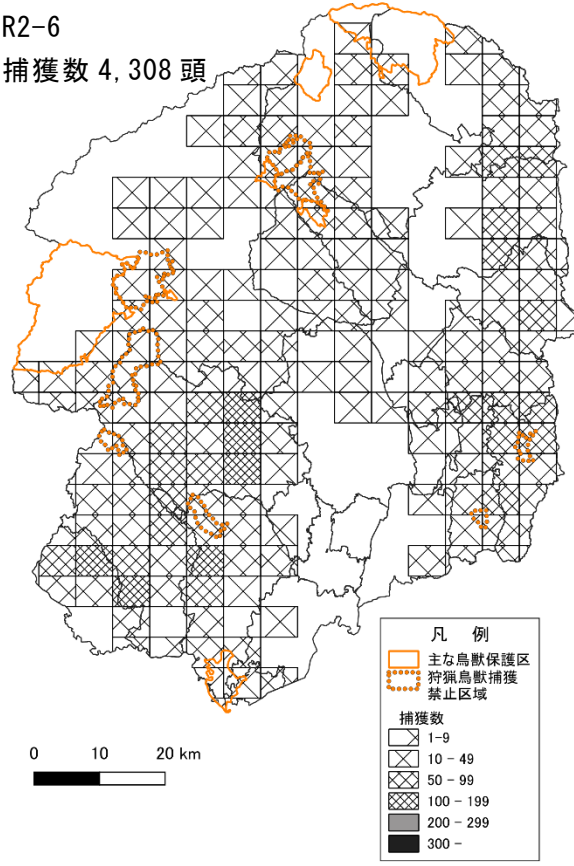 R2-6
捕獲数 4,308 頭
凡 例
主な鳥獣保護区
狩猟鳥獣捕獲
禁止区域
捕獲数
1-9
10 - 49
50 - 99
100 - 199
200 - 299
300 -
0 10 20 km